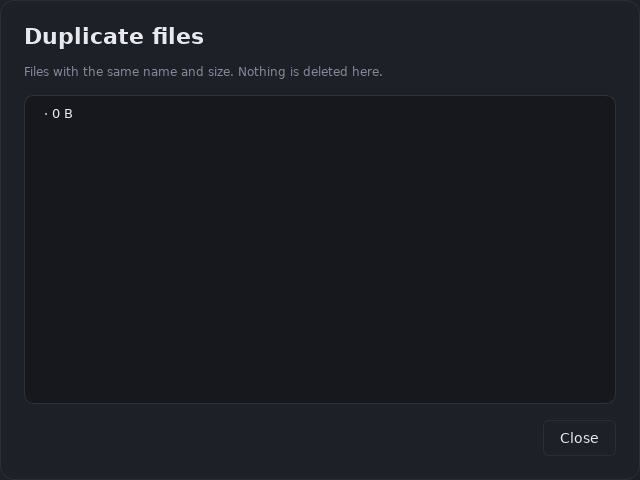 Duplicate files
Files with the same name and size. Nothing is deleted here.
· 0 B
Close